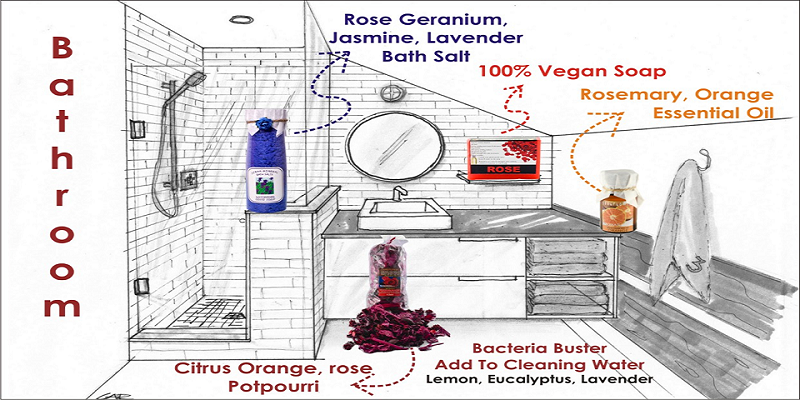 Bathroom
Rose Geranium,
Jasmine, Lavender
Bath Salt
100% Vegan Soap
Rosemary, Orange
Essential Oil
ROSE
Citrus Orange, rose
Potpourri
Bacteria Buster
Add To Cleaning Water
Lemon, Eucalyptus, Lavender